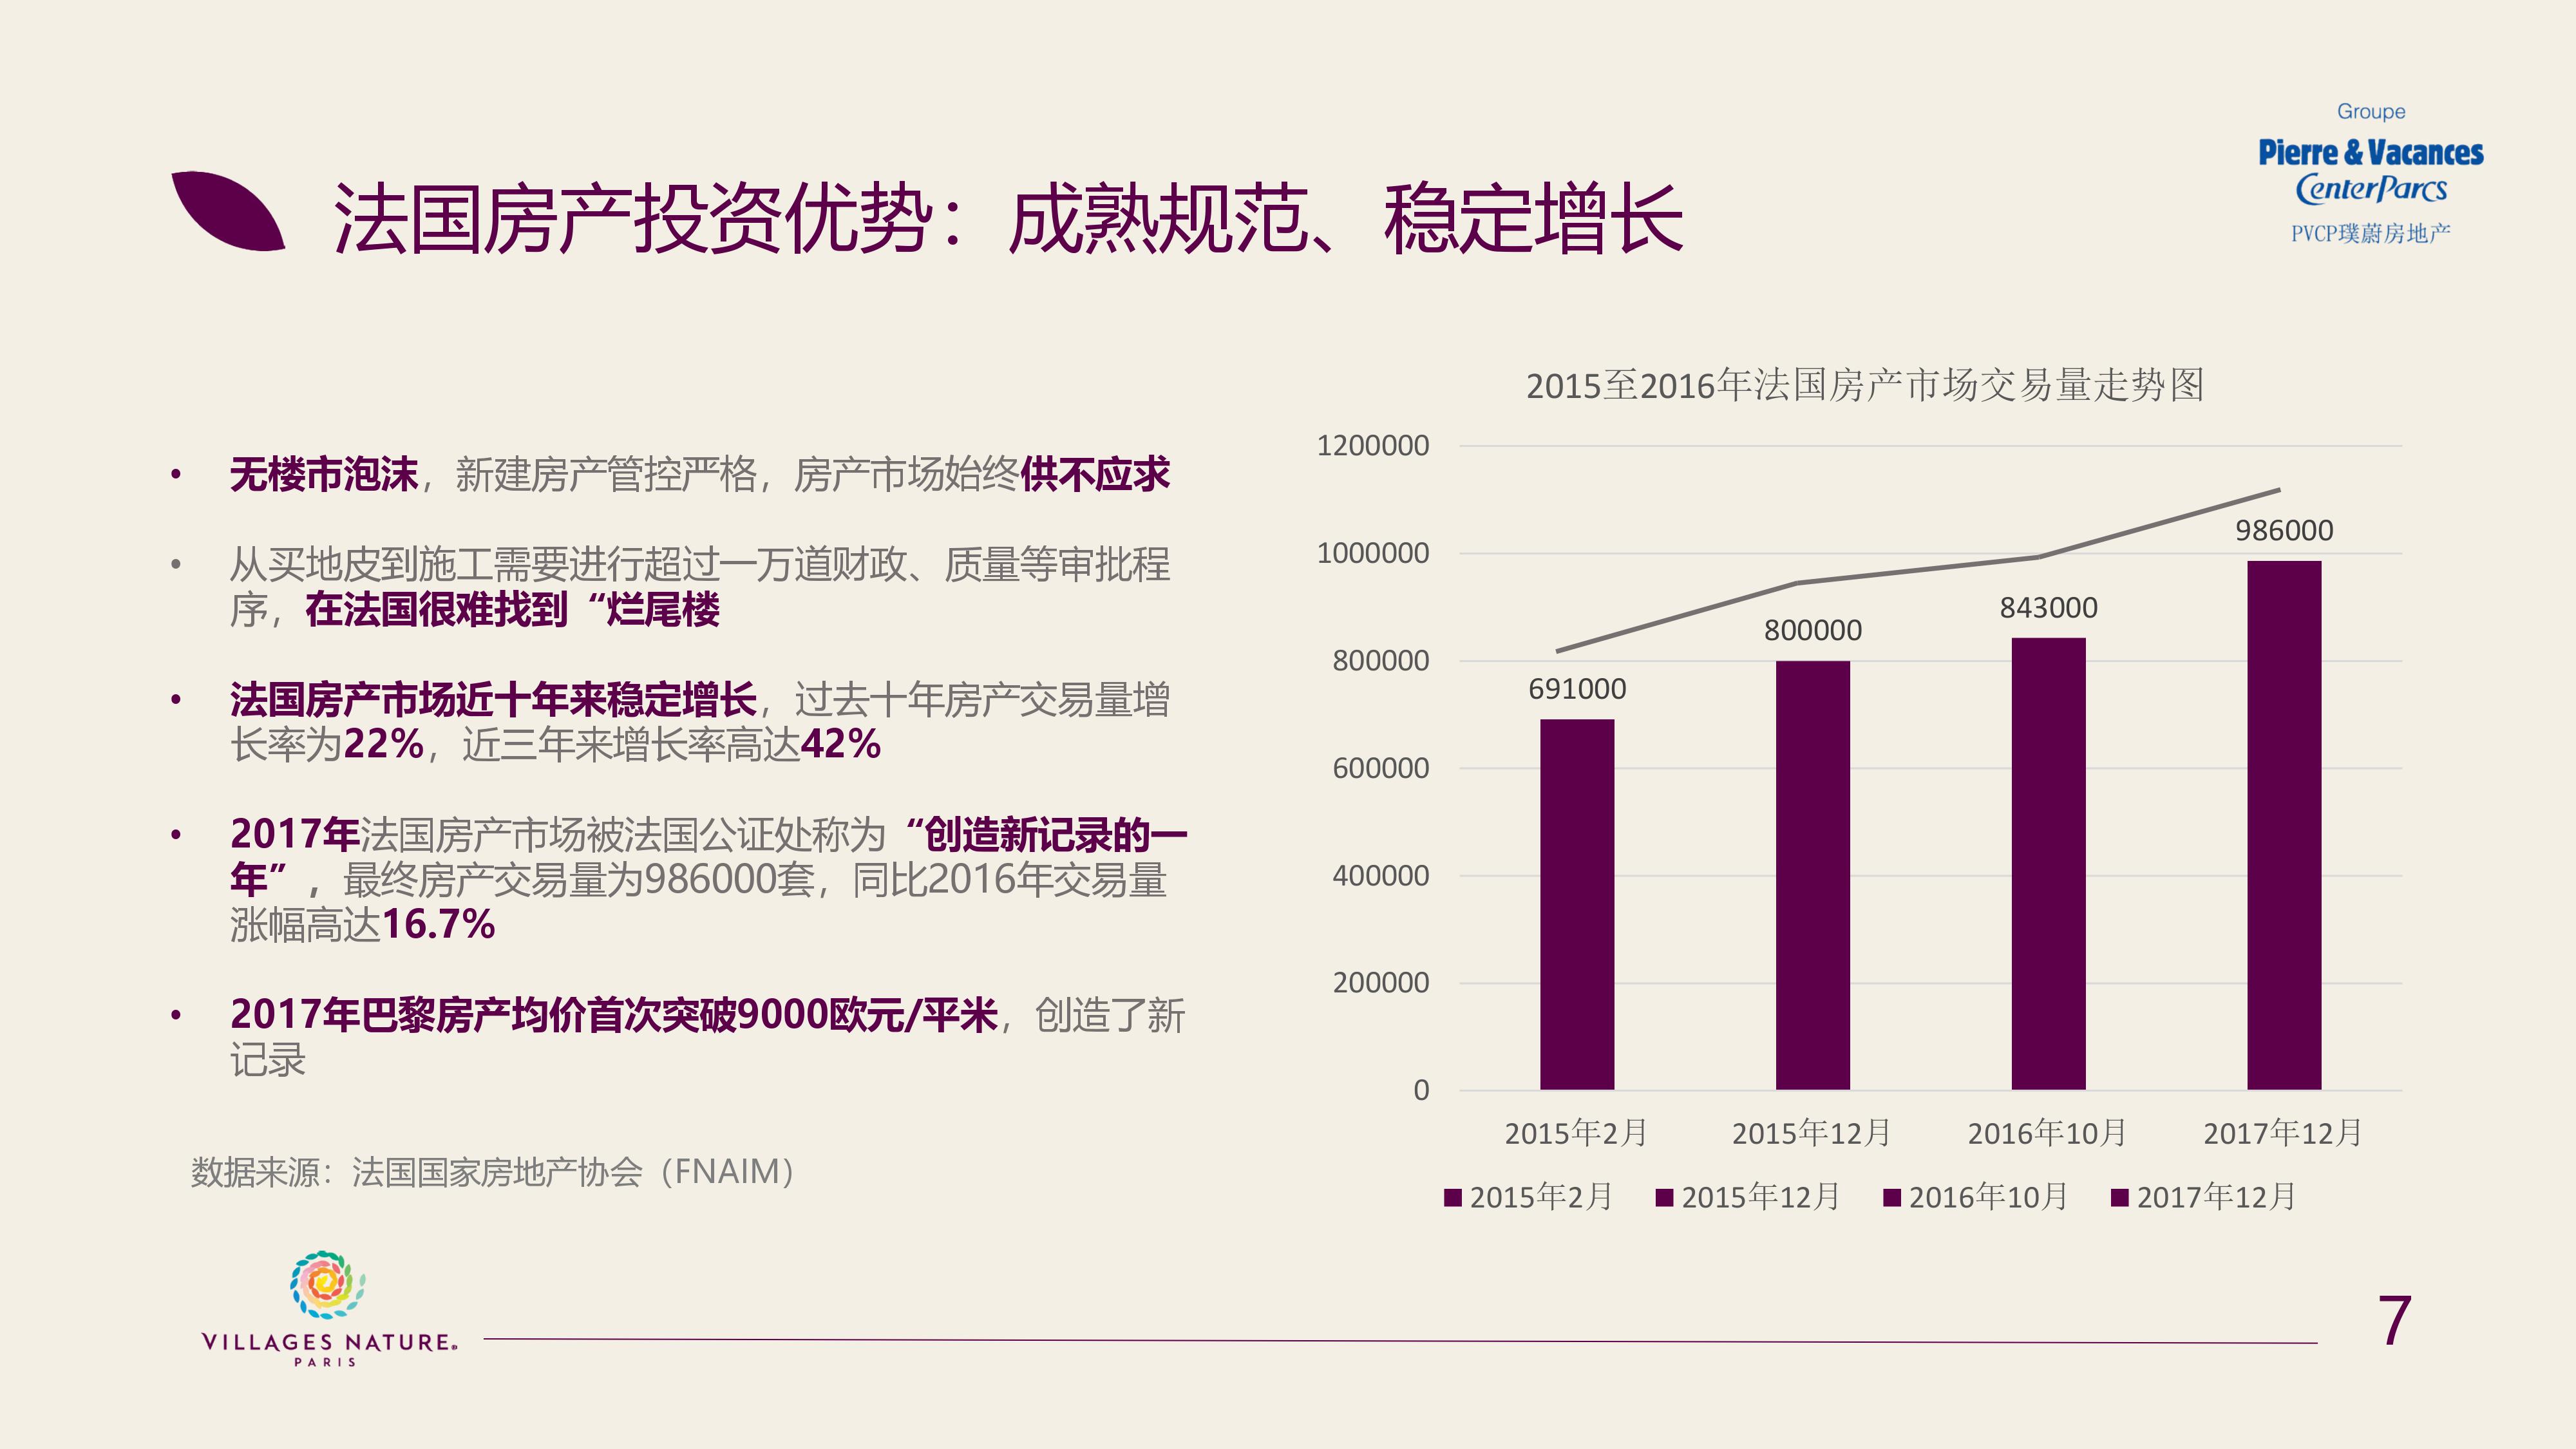 Groupe
Pierre & Vacances
CenterParcs
PVCP璞蔚房地产
法国房产投资优势：成熟规范、稳定增长
• 无楼市泡沫，新建房产管控严格，房产市场始终供不应求
• 从买地皮到施工需要进行超过一万道财政、质量等审批程
序，在法国很难找到“烂尾楼
• 法国房产市场近十年来稳定增长，过去十年房产交易量增
长率为22%，近三年来增长率高达42%
• 2017年法国房产市场被法国公证处称为“创造新记录的一
年”，最终房产交易量为986000套，同比2016年交易量
涨幅高达16.7%
• 2017年巴黎房产均价首次突破9000欧元/平米，创造了新
记录
数据来源：法国国家房地产协会（FNAIM）
2015至2016年法国房产市场交易量走势图
1200000
1000000
800000
600000
400000
200000
0
691000
800000
843000
986000
2015年2月 2015年12月 2016年10月 2017年12月
2015年2月 2015年12月 2016年10月 2017年12月
VILLAGES NATURE®
PARIS
7